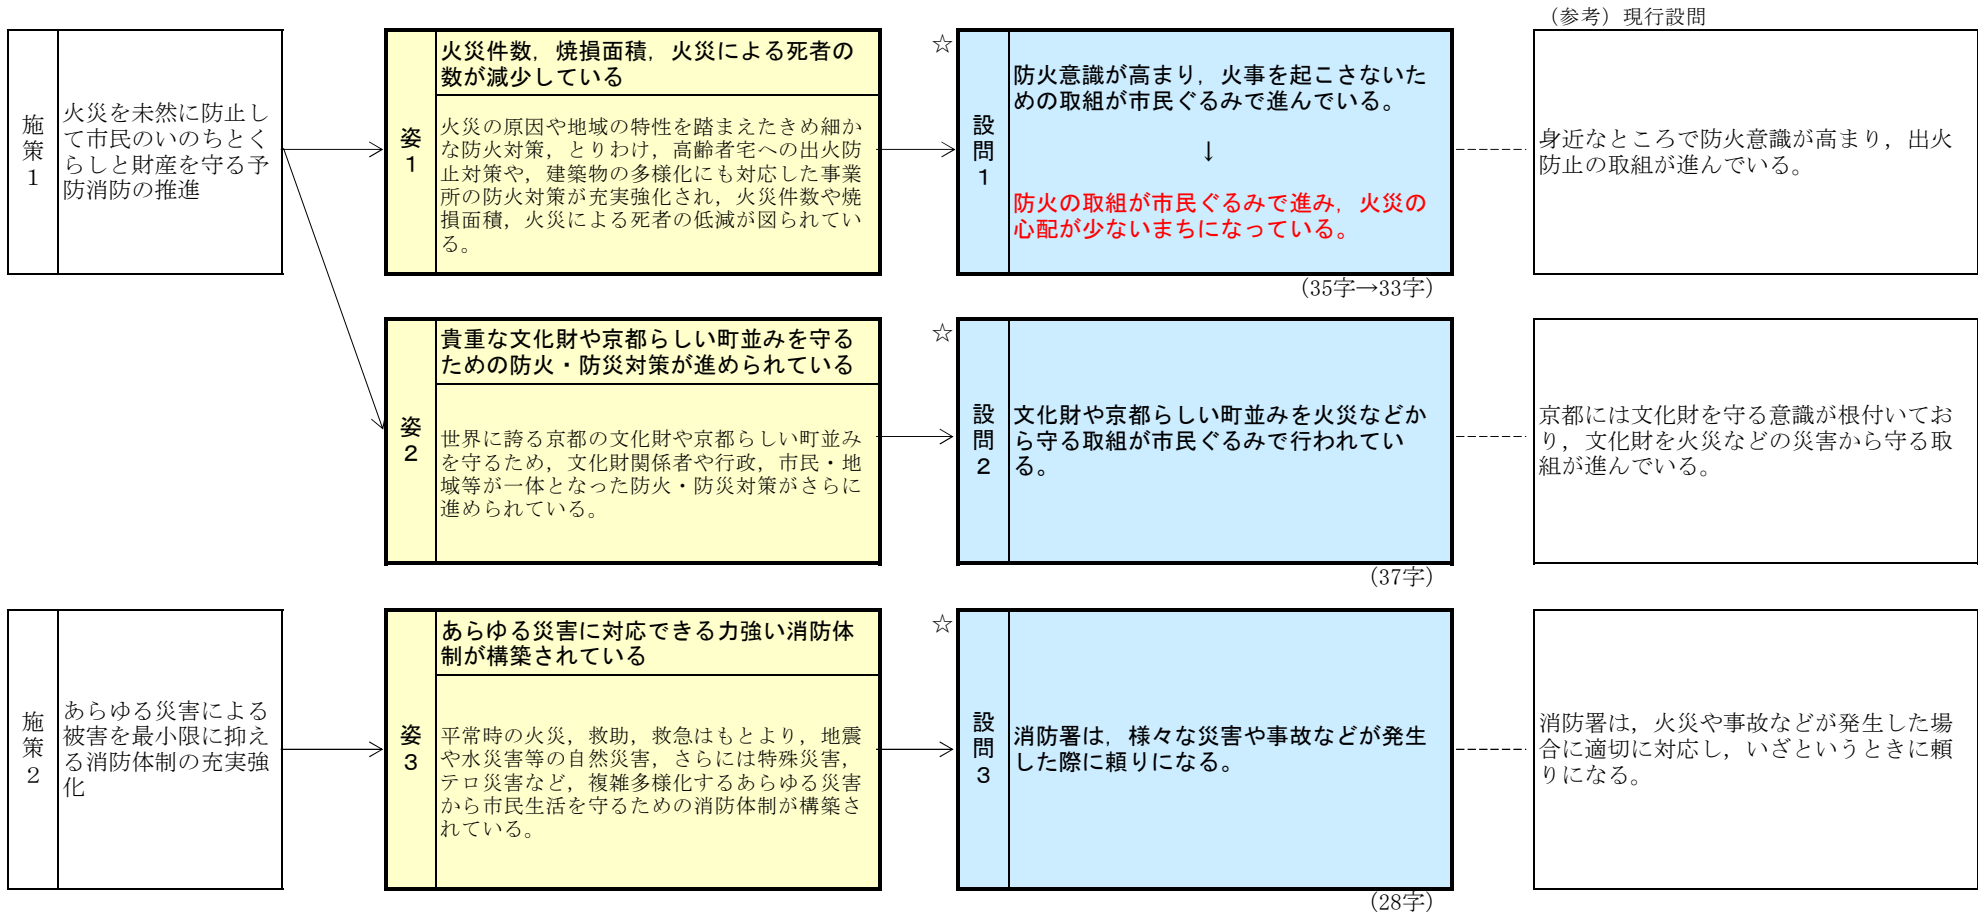 （参考）現行設問
施策1
火災を未然に防止し
て市民のいのちとく
らしと財産を守る予
防消防の推進
姿1
火災件数，焼損面積，火災による死者の
数が減少している
火災の原因や地域の特性を踏まえたきめ細か
な防火対策，とりわけ，高齢者宅への出火防
止対策や，建築物の多様化にも対応した事業
所の防火対策が充実強化され，火災件数や焼
損面積，火災による死者の低減が図られてい
る。
☆
設問1
防火意識が高まり，火事を起こさないた
めの取組が市民ぐるみで進んでいる。
↓
防火の取組が市民ぐるみで進み，火災の
心配が少ないまちになっている。
（35字→33字）
身近なところで防火意識が高まり，出火
防止の取組が進んでいる。
姿2
貴重な文化財や京都らしい町並みを守る
ための防火・防災対策が進められている
世界に誇る京都の文化財や京都らしい町並み
を守るため，文化財関係者や行政，市民・地
域等が一体となった防火・防災対策がさらに
進められている。
☆
設問2
文化財や京都らしい町並みを火災などか
ら守る取組が市民ぐるみで行われてい
る。
（37字）
京都には文化財を守る意識が根付いてお
り，文化財を火災などの災害から守る取
組が進んでいる。
施策2
あらゆる災害による
被害を最小限に抑え
る消防体制の充実強
化
姿3
あらゆる災害に対応できる力強い消防体
制が構築されている
平常時の火災，救助，救急はもとより，地震
や水災害等の自然災害，さらには特殊災害，
テロ災害など，複雑多様化するあらゆる災害
から市民生活を守るための消防体制が構築さ
れている。
☆
設問3
消防署は，様々な災害や事故などが発生
した際に頼りになる。
（28字）
消防署は，火災や事故などが発生した場
合に適切に対応し，いざというときに頼
りになる。